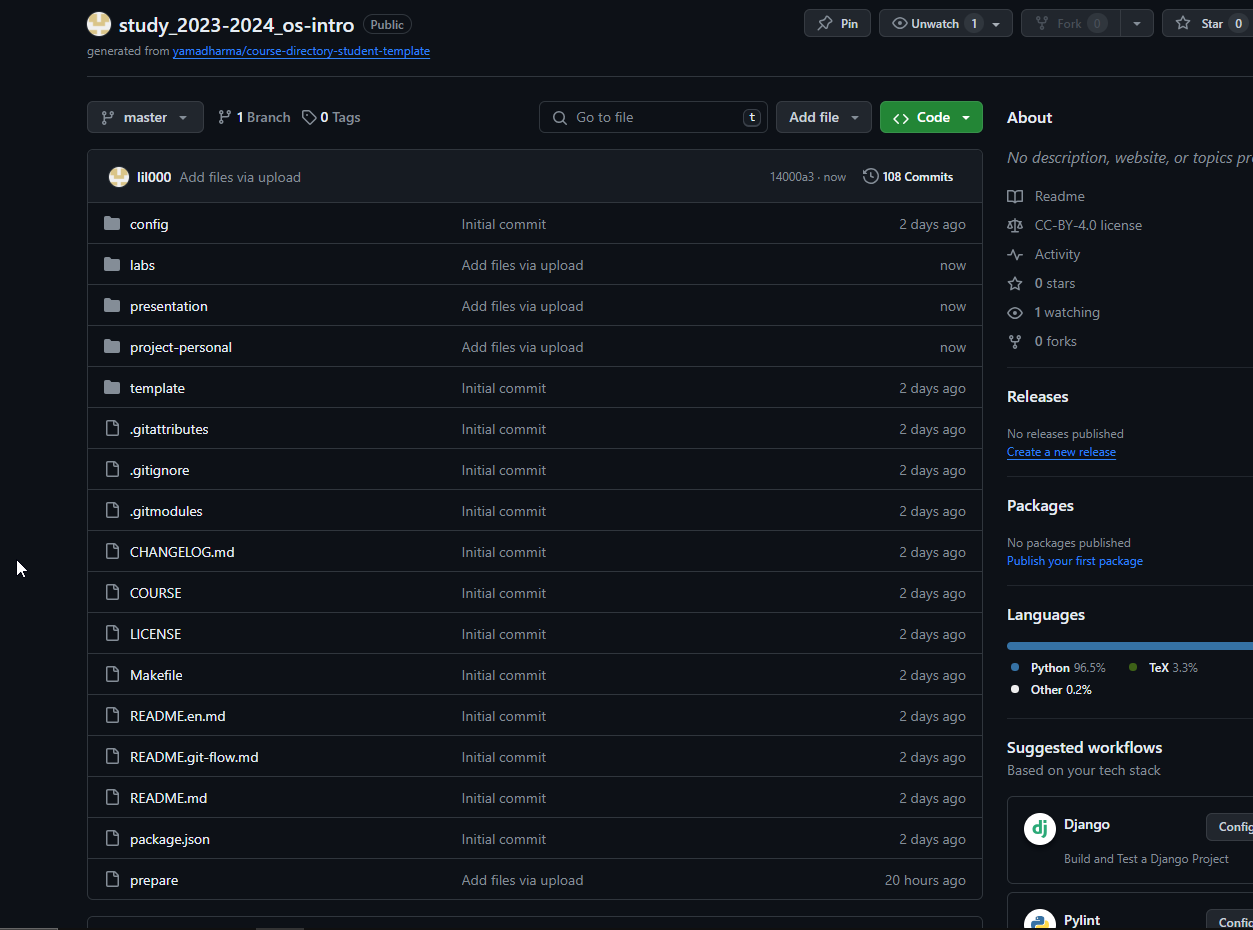 study_2023-2024_os-intro Public
Pin Unwatch 1 Fork 0 Star 0
generated from yamadharma/course-directory-student-template
master 1 Branch 0 Tags Go to file t Add file Code
lil000 Add files via upload 14000a3 · now 108 Commits
config Initial commit 2 days ago
labs Add files via upload now
presentation Add files via upload now
project-personal Add files via upload now
template Initial commit 2 days ago
.gitattributes Initial commit 2 days ago
.gitignore Initial commit 2 days ago
.gitmodules Initial commit 2 days ago
CHANGELOG.md Initial commit 2 days ago
COURSE Initial commit 2 days ago
LICENSE Initial commit 2 days ago
Makefile Initial commit 2 days ago
README.en.md Initial commit 2 days ago
README.git-flow.md Initial commit 2 days ago
README.md Initial commit 2 days ago
package.json Initial commit 2 days ago
prepare Add files via upload 20 hours ago
About
No description, website, or topics pr
Readme
CC-BY-4.0 license
Activity
0 stars
1 watching
0 forks
Releases
No releases published
Create a new release
Packages
No packages published
Publish your first package
Languages
Python 96.5% TeX 3.3%
Other 0.2%
Suggested workflows
Based on your tech stack
dj Django Config
Build and Test a Django Project
Pylint Config